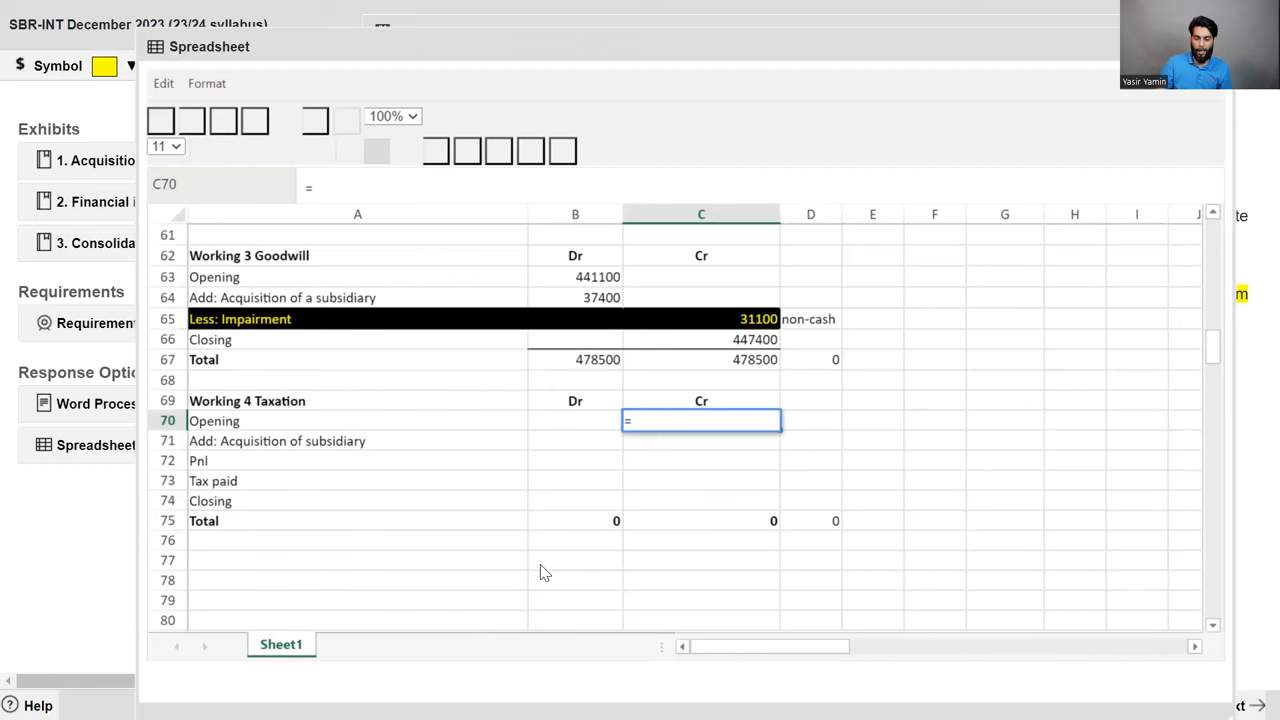 SBR-INT December 2023 (23/24 syllabus)
Symbol
Spreadsheet
Yasir Yamin
Edit Format
100%
11
C70 =
Exhibits
1. Acquisitio
2. Financial i
3. Consolida
Requirements
Requiremen
Response Optio
Word Proce
Spreadshee
A B C D E F G H I J
61
62 Working 3 Goodwill Dr Cr
63 Opening 441100
64 Add: Acquisition of a subsidiary 37400
65 Less: Impairment 31100 non-cash
66 Closing 447400
67 Total 478500 478500 0
68
69 Working 4 Taxation Dr Cr
70 Opening =
71 Add: Acquisition of subsidiary
72 Pnl
73 Tax paid
74 Closing
75 Total 0 0 0
76
77
78
79
80
te
m
Sheet1
Help
xt